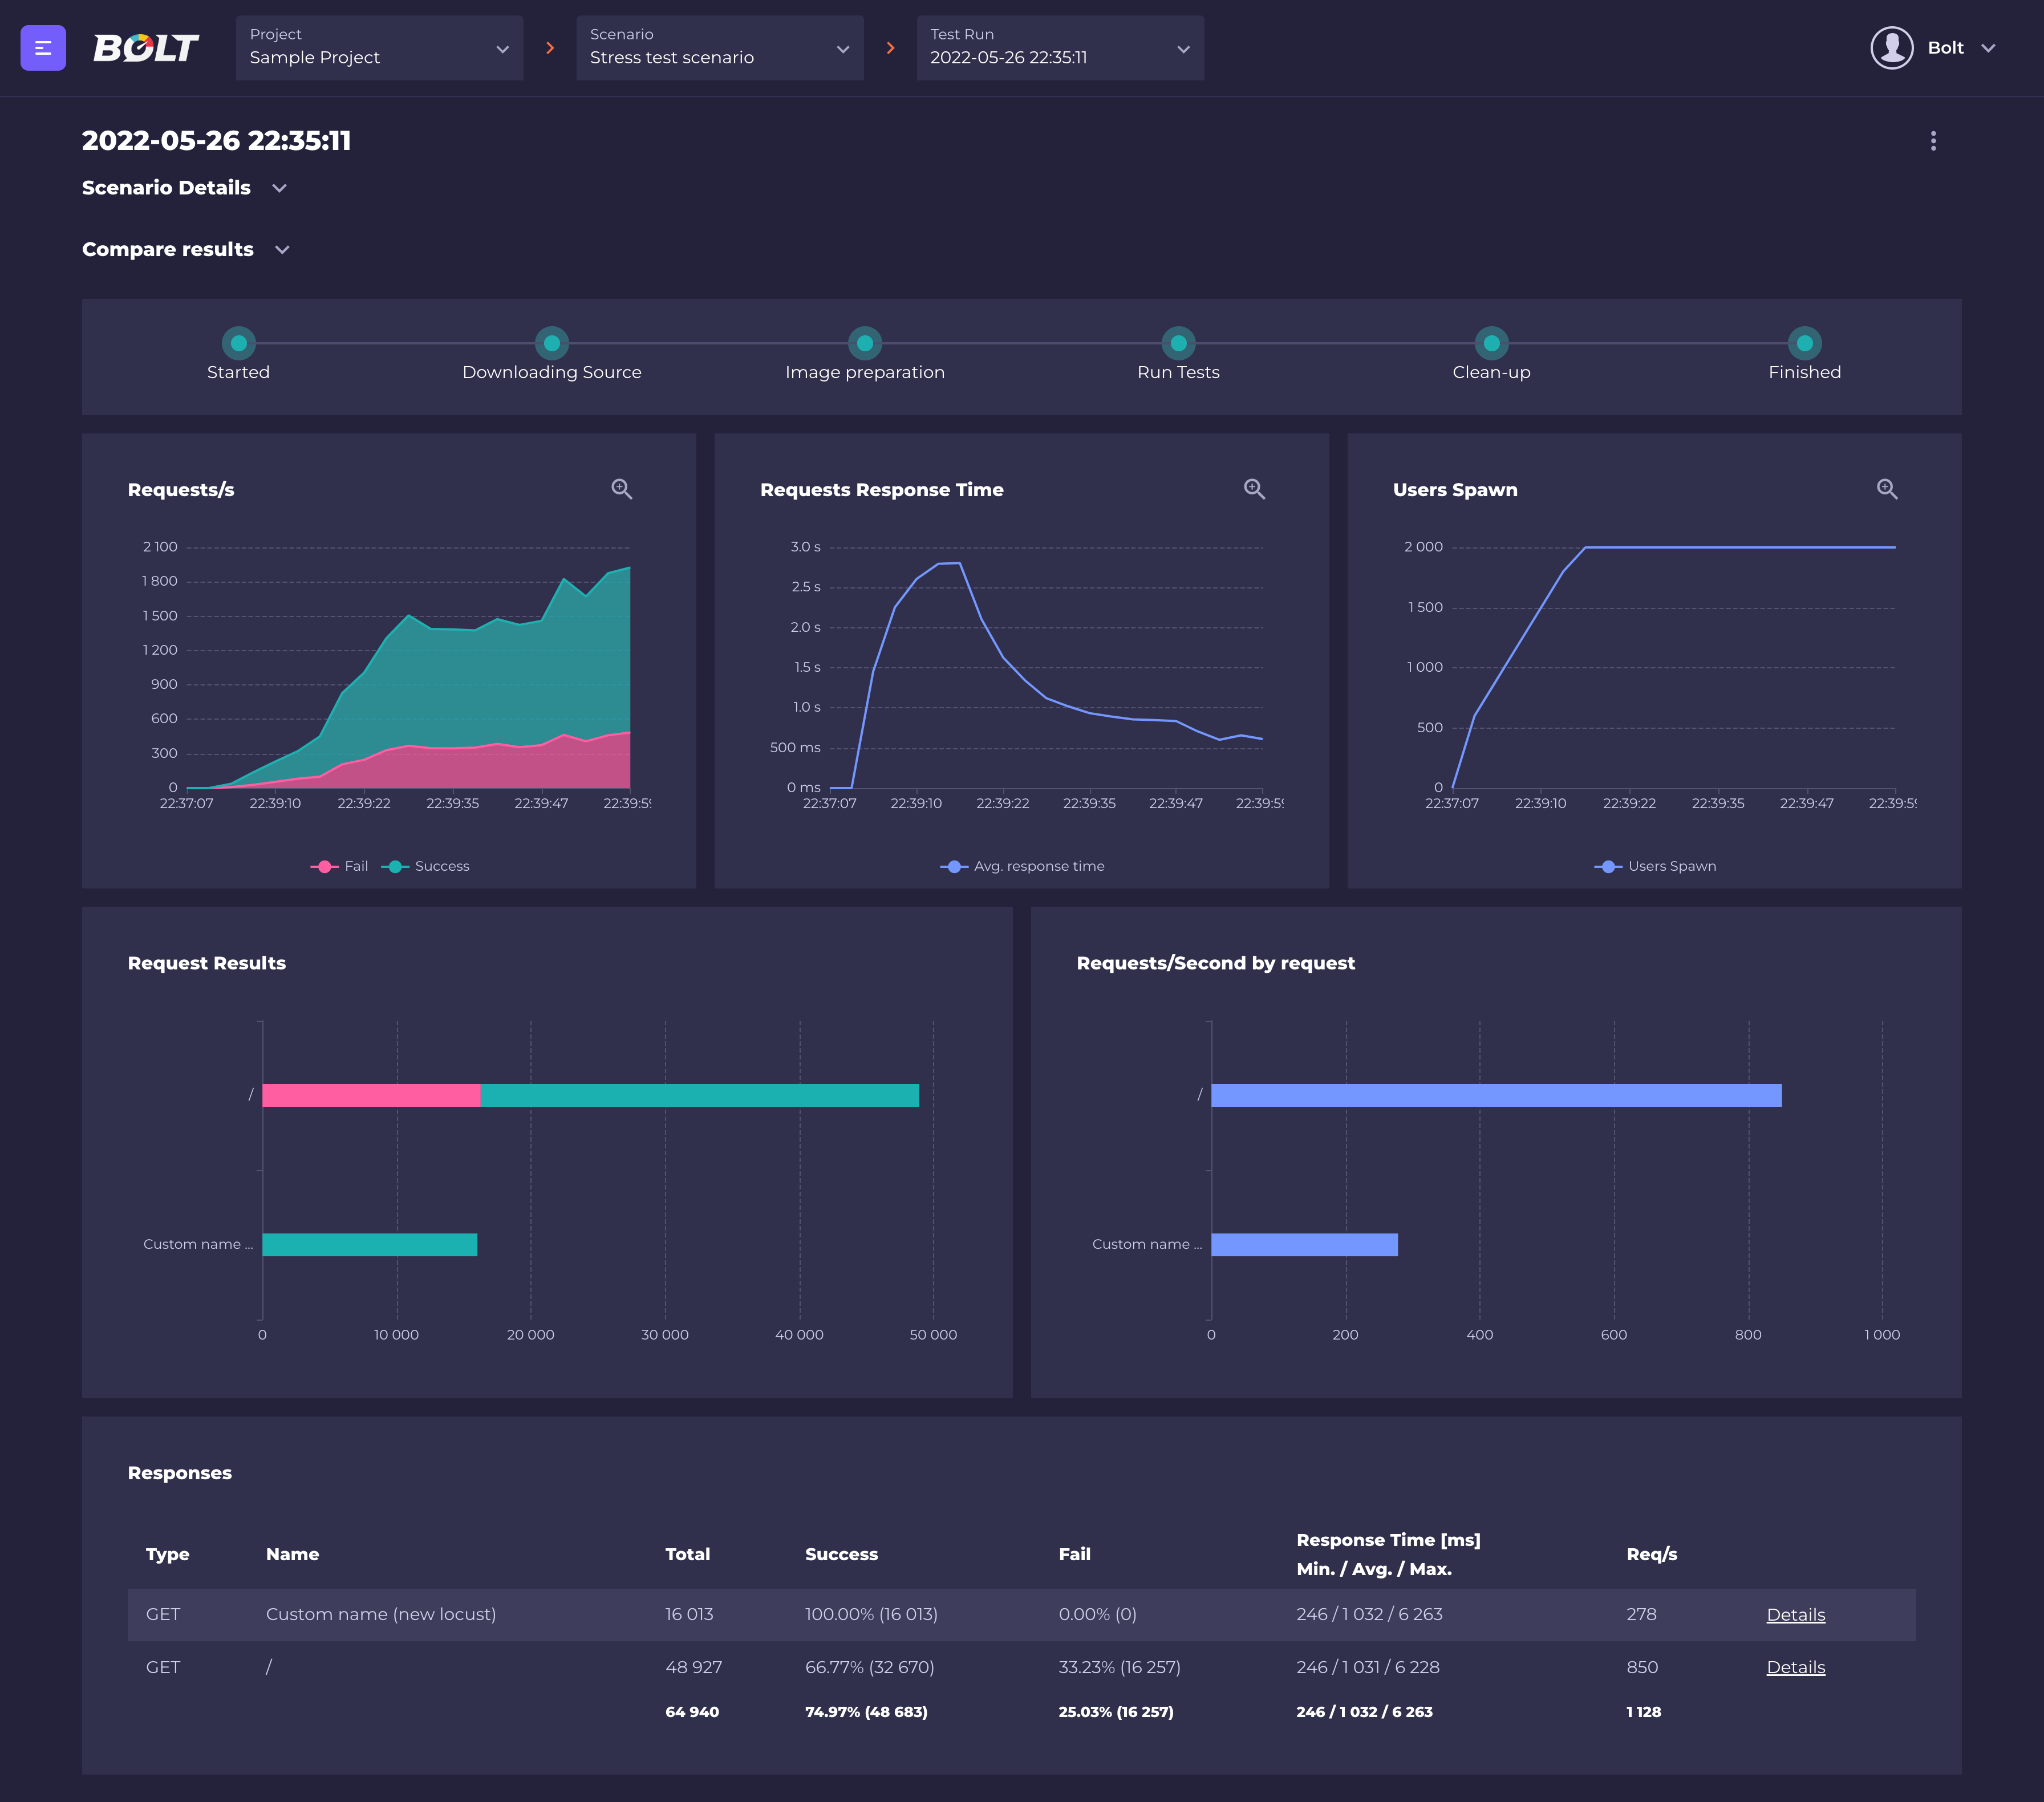 BOLT
Project
Sample Project
Scenario
Stress test scenario
Test Run
2022-05-26 22:35:11
Bolt
2022-05-26 22:35:11
Scenario Details
Compare results
Started
Downloading Source
Image preparation
Run Tests
Clean-up
Finished
Requests/s
2 100
1 800
1 500
1 200
900
600
300
0
22:37:07 22:39:10 22:39:22 22:39:35 22:39:47 22:39:59
Fail Success
Requests Response Time
3.0 s
2.5 s
2.0 s
1.5 s
1.0 s
500 ms
0 ms
22:37:07 22:39:10 22:39:22 22:39:35 22:39:47 22:39:59
Avg. response time
Users Spawn
2 000
1 500
1 000
500
0
22:37:07 22:39:10 22:39:22 22:39:35 22:39:47 22:39:59
Users Spawn
Request Results
/
Custom name ...
0 10 000 20 000 30 000 40 000 50 000
Requests/Second by request
/
Custom name ...
0 200 400 600 800 1 000
Responses
Type Name Total Success Fail Response Time [ms]
Min. / Avg. / Max. Req/s
GET Custom name (new locust) 16 013 100.00% (16 013) 0.00% (0) 246 / 1 032 / 6 263 278 Details
GET / 48 927 66.77% (32 670) 33.23% (16 257) 246 / 1 031 / 6 228 850 Details
64 940 74.97% (48 683) 25.03% (16 257) 246 / 1 032 / 6 263 1 128